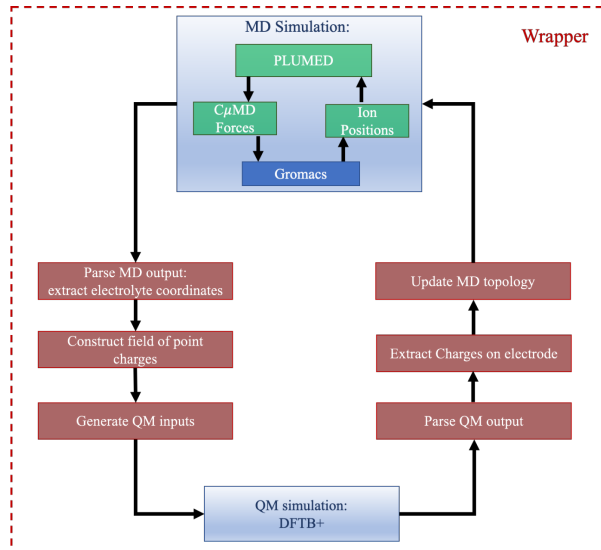 MD Simulation:
Wrapper
PLUMED
CμMD
Forces
Ion
Positions
Gromacs
Parse MD output:
extract electrolyte coordinates
Construct field of point
charges
Generate QM inputs
QM simulation:
DFTB+
Parse QM output
Extract Charges on electrode
Update MD topology